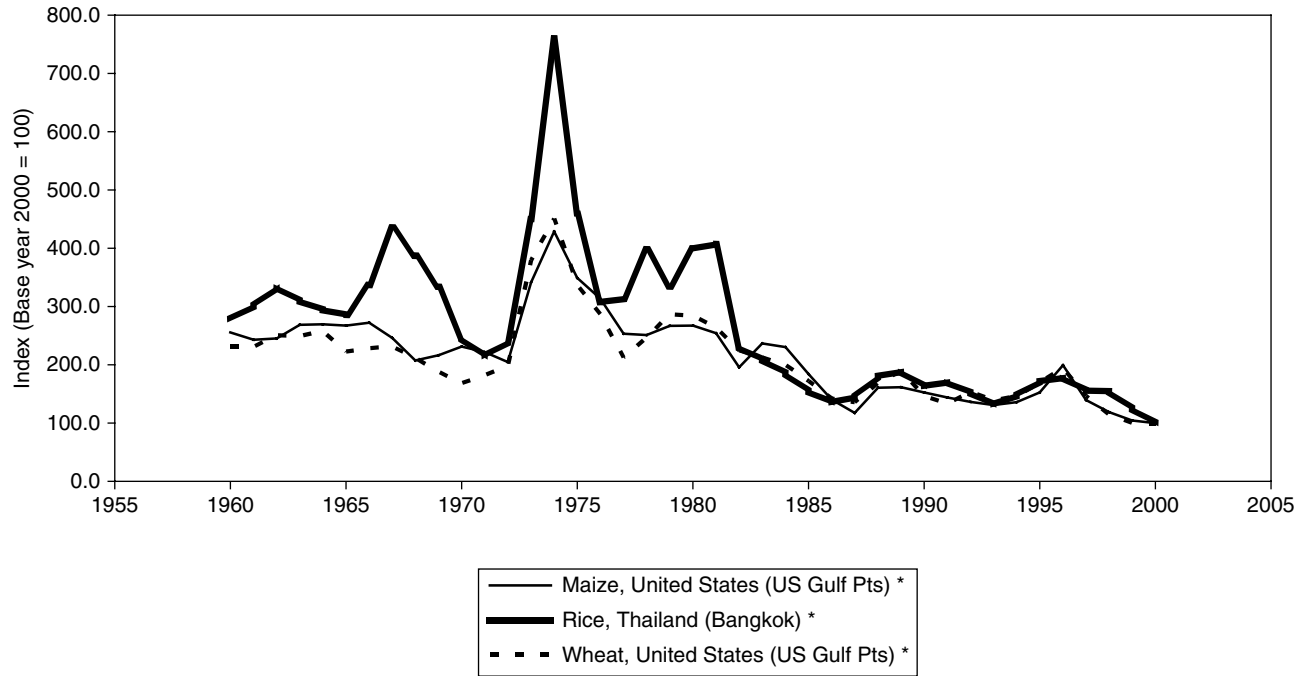 Index (Base year 2000 = 100)
800.0
700.0
600.0
500.0
400.0
300.0
200.0
100.0
0.0
1955 1960 1965 1970 1975 1980 1985 1990 1995 2000 2005
Maize, United States (US Gulf Pts) *
Rice, Thailand (Bangkok) *
Wheat, United States (US Gulf Pts) *